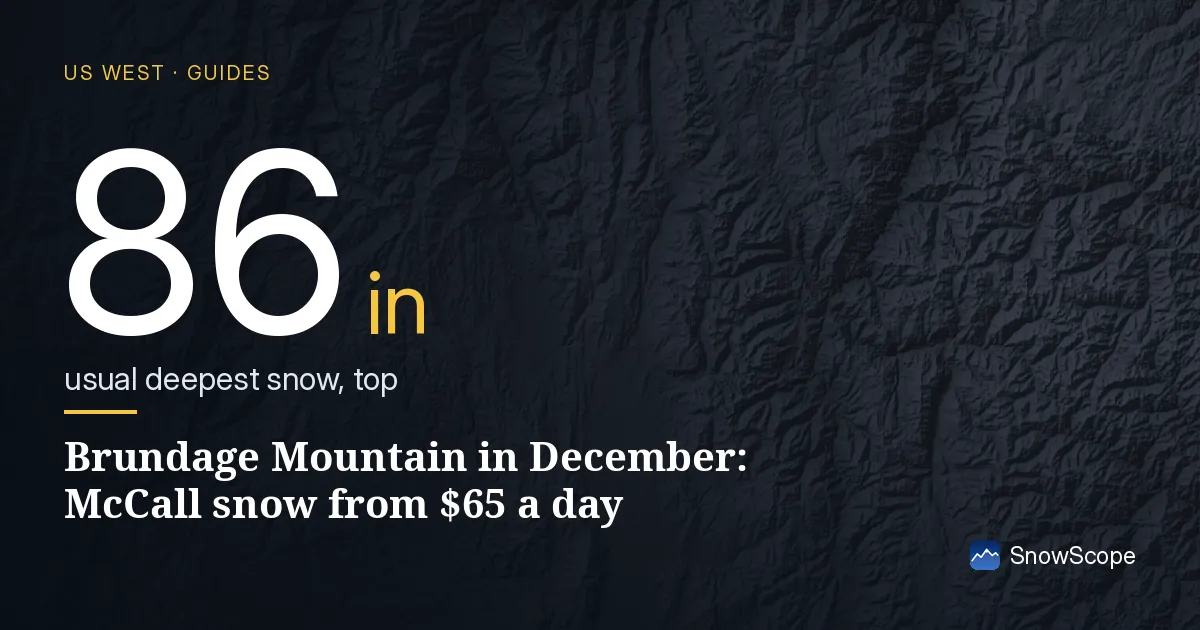 US WEST · GUIDES
86 in
usual deepest snow, top
Brundage Mountain in December:
McCall snow from $65 a day
SnowScope